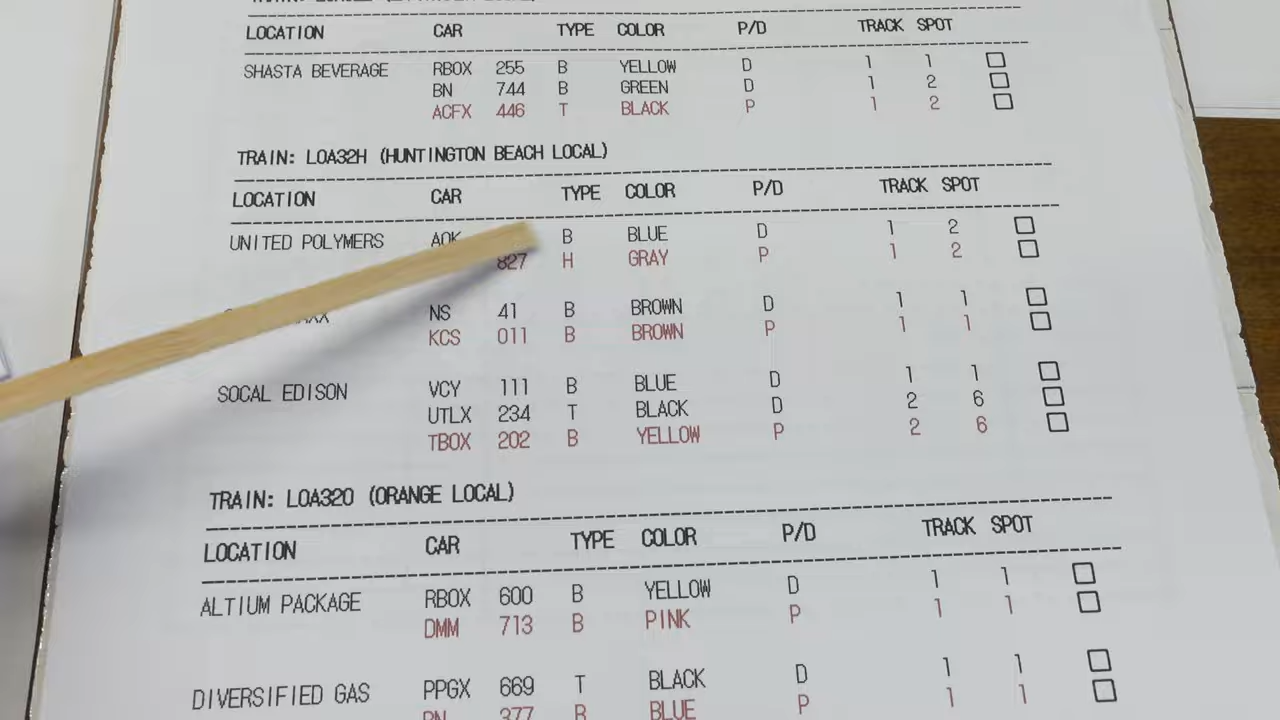 LOCATION CAR TYPE COLOR P/D TRACK SPOT
SHASTA BEVERAGE RBOX 255 B YELLOW D 1 1
BN 744 B GREEN D 1 2
ACFX 446 T BLACK P 1 2
TRAIN: LOA32H (HUNTINGTON BEACH LOCAL)
LOCATION CAR TYPE COLOR P/D TRACK SPOT
UNITED POLYMERS AOK B BLUE D 1 2
827 H GRAY P 1 2
NS 41 B BROWN D 1 1
KCS 011 B BROWN P 1 1
SOCAL EDISON VCY 111 B BLUE D 1 1
UTLX 234 T BLACK D 2 6
TBOX 202 B YELLOW P 2 6
TRAIN: LOA32O (ORANGE LOCAL)
LOCATION CAR TYPE COLOR P/D TRACK SPOT
ALTIUM PACKAGE RBOX 600 B YELLOW D 1 1
DMM 713 B PINK P 1 1
DIVERSIFIED GAS PPGX 669 T BLACK D 1 1
BN 377 B BLUE P 1 1